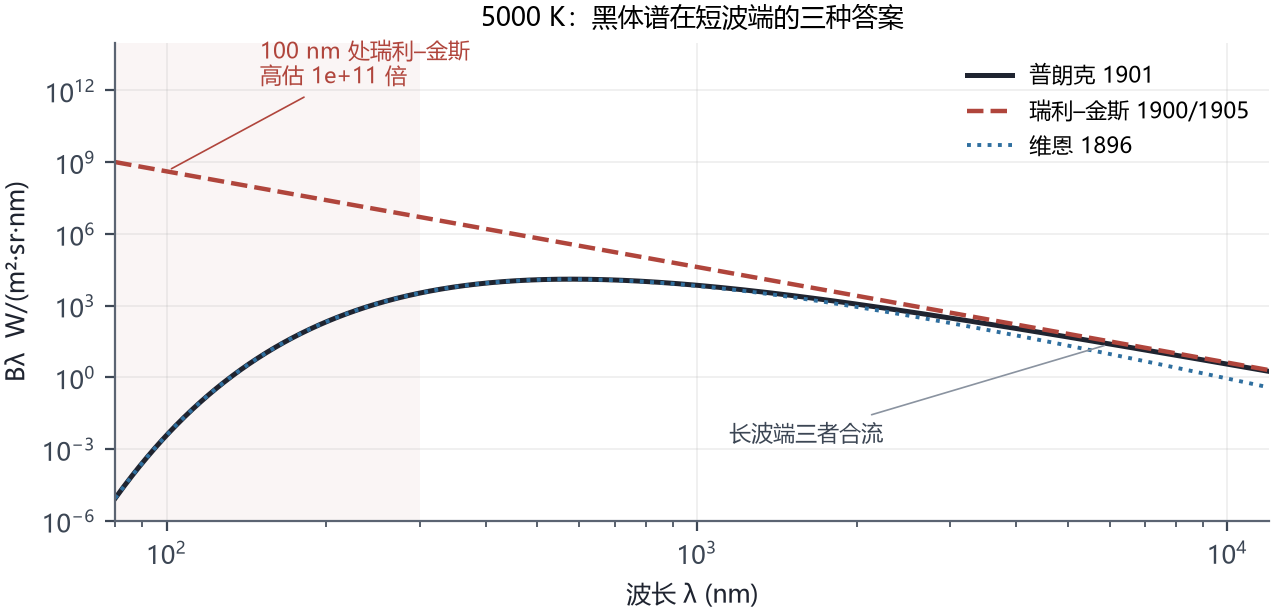 5000 K：黑体谱在短波端的三种答案
100 nm 处瑞利–金斯
高估 1e+11 倍
普朗克 1901
瑞利–金斯 1900/1905
维恩 1896
10¹²
10⁹
10⁶
10³
10⁰
10⁻³
10⁻⁶
Bλ W/(m²·sr·nm)
长波端三者合流
10²
10³
10⁴
波长 λ (nm)